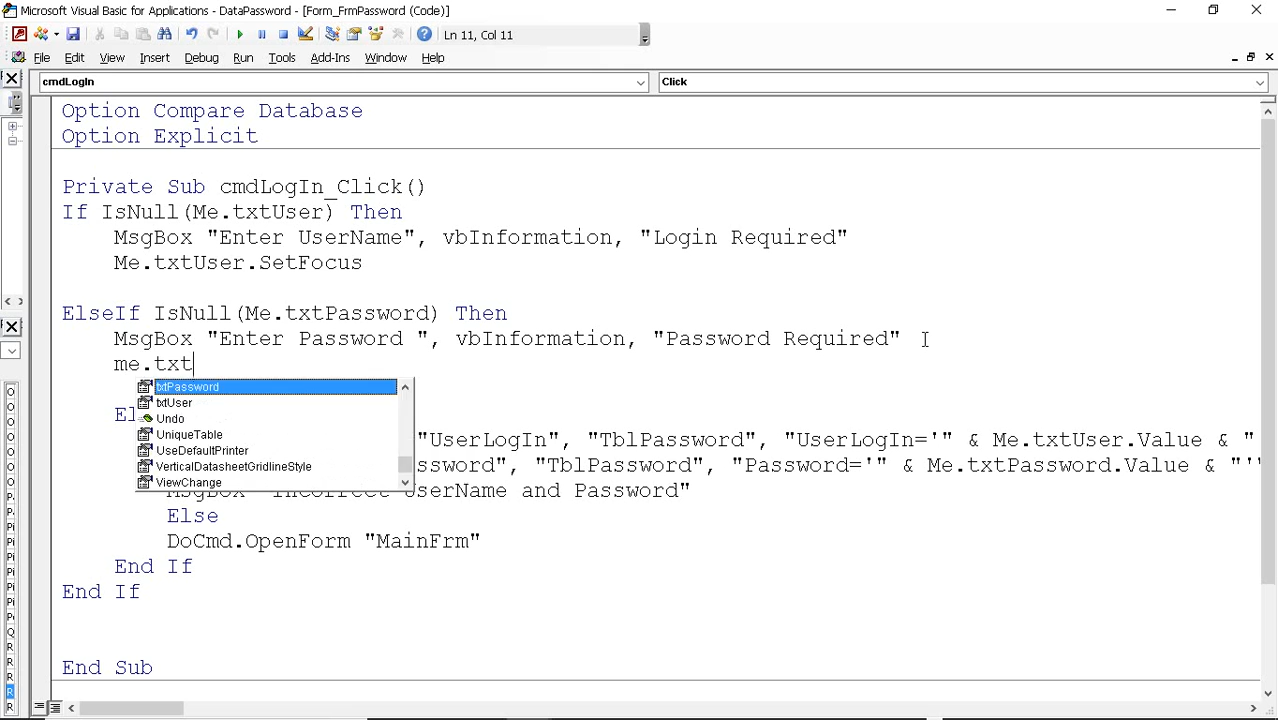 Microsoft Visual Basic for Applications - DataPassword - [Form_FrmPassword (Code)]
Ln 11, Col 11
File Edit View Insert Debug Run Tools Add-Ins Window Help
cmdLogIn Click
Option Compare Database
Option Explicit
Private Sub cmdLogIn_Click()
If IsNull(Me.txtUser) Then
MsgBox "Enter UserName", vbInformation, "Login Required"
Me.txtUser.SetFocus
ElseIf IsNull(Me.txtPassword) Then
MsgBox "Enter Password ", vbInformation, "Password Required"
me.txt
txtPassword
txtUser
Undo
UniqueTable
UseDefaultPrinter
VerticalDatasheetGridlineStyle
ViewChange
El
"UserLogIn", "TblPassword", "UserLogIn='" & Me.txtUser.Value & "
ssword", "TblPassword", "Password='" & Me.txtPassword.Value & "'"
MsgBox "Incorrect UserName and Password"
Else
DoCmd.OpenForm "MainFrm"
End If
End If
End Sub